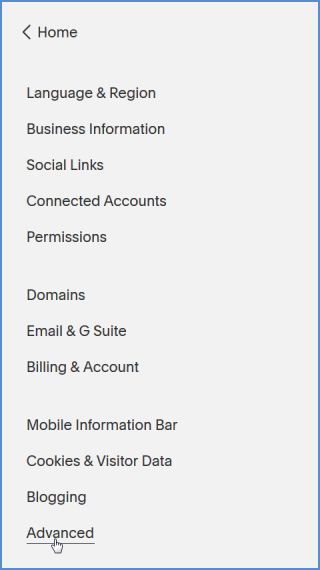 Home
Language & Region
Business Information
Social Links
Connected Accounts
Permissions
Domains
Email & G Suite
Billing & Account
Mobile Information Bar
Cookies & Visitor Data
Blogging
Advanced